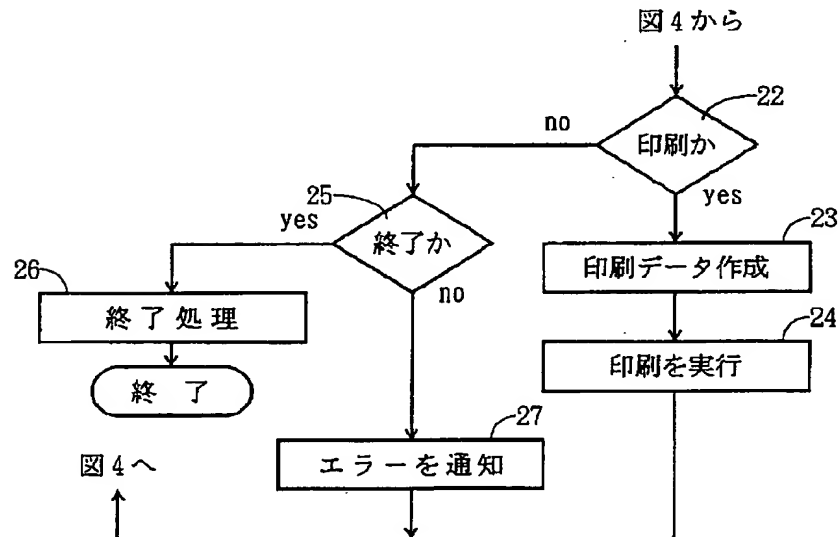 図4から
22
no
印刷か
25
yes
yes
終了か
23
26
印刷データ作成
no
終了処理
24
終 了
印刷を実行
27
図4へ
エラーを通知